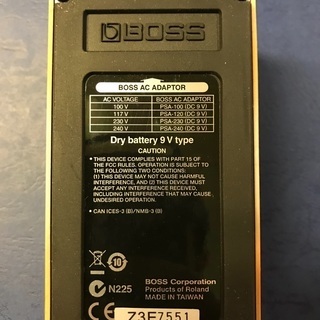 BOSS
BOSS AC ADAPTOR
AC VOLTAGE BOSS AC ADAPTOR
100 V PSA-100 (DC 9 V)
117 V PSA-120 (DC 9 V)
230 V PSA-230 (DC 9 V)
240 V PSA-240 (DC 9 V)
Dry battery 9 V type
CAUTION
• THIS DEVICE COMPLIES WITH PART 15 OF
THE FCC RULES. OPERATION IS SUBJECT TO
THE FOLLOWING TWO CONDITIONS:
(1) THIS DEVICE MAY NOT CAUSE HARMFUL
INTERFERENCE, AND (2) THIS DEVICE MUST
ACCEPT ANY INTERFERENCE RECEIVED,
INCLUDING INTERFERENCE THAT MAY CAUSE
UNDESIRED OPERATION.
• CAN ICES-3 (B)/NMB-3 (B)
10
N225
BOSS Corporation
Products of Roland
MADE IN TAIWAN
Z3F7551